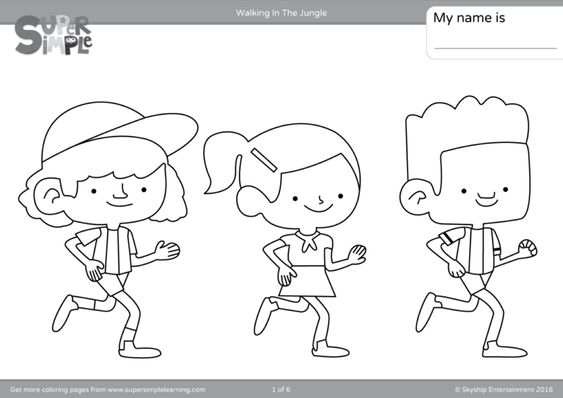 Walking In The Jungle
SUPER
SIMPLE
My name is
Get more coloring pages from www.supersimplelearning.com
1 of 6
© Skyship Entertainment 2016